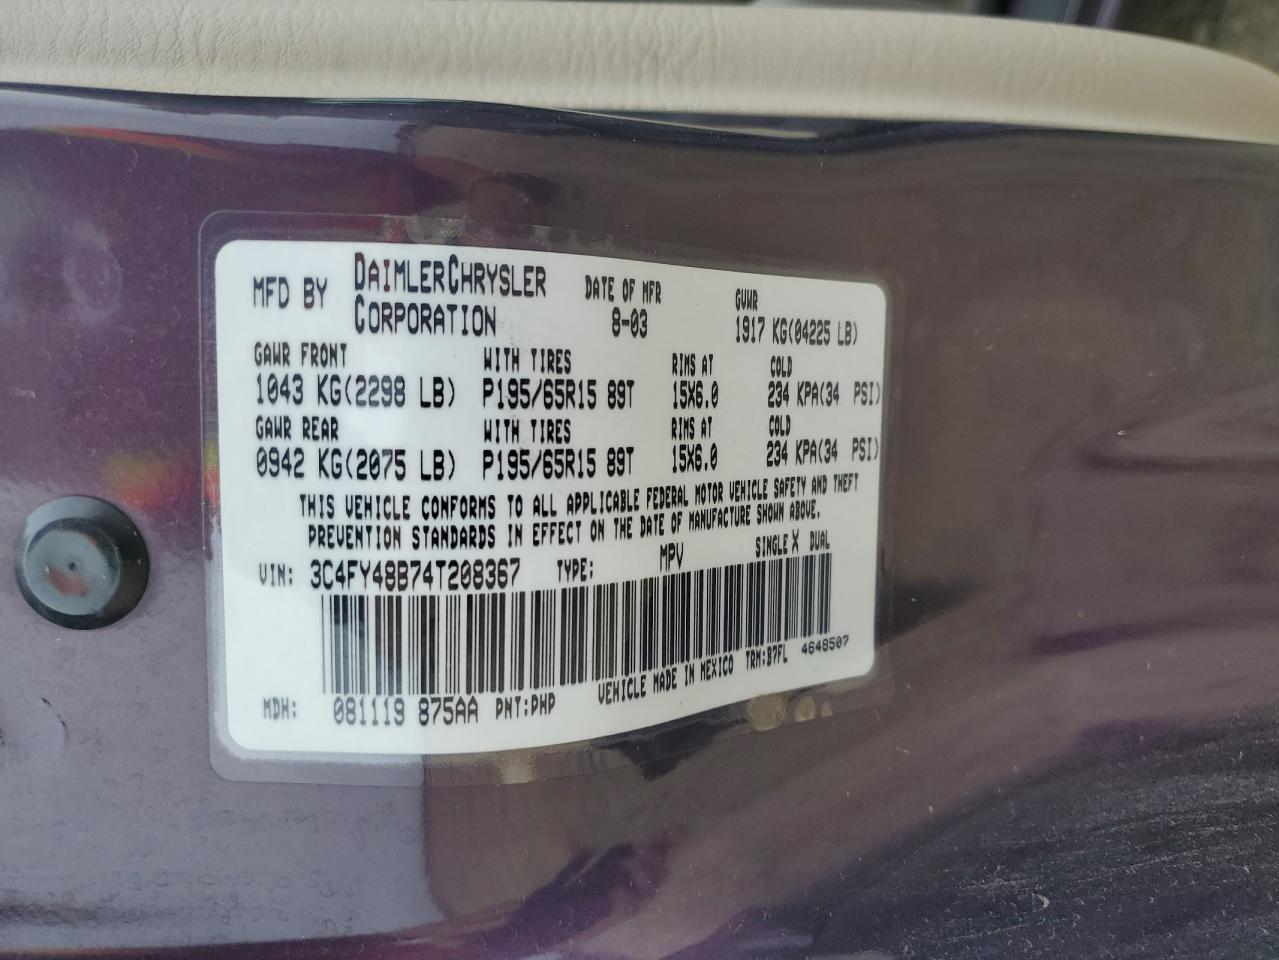 MFD BY DAIMLERCHRYSLER CORPORATION DATE OF MFR 8-03 GVWR 1917 KG(04225 LB)
GAWR FRONT WITH TIRES RIMS AT COLD
1043 KG(2298 LB) P195/65R15 89T 15X6.0 234 KPA(34 PSI)
GAWR REAR WITH TIRES RIMS AT COLD
0942 KG(2075 LB) P195/65R15 89T 15X6.0 234 KPA(34 PSI)
THIS VEHICLE CONFORMS TO ALL APPLICABLE FEDERAL MOTOR VEHICLE SAFETY AND THEFT
PREVENTION STANDARDS IN EFFECT ON THE DATE OF MANUFACTURE SHOWN ABOVE.
VIN: 3C4FY48B74T208367 TYPE: MPV SINGLE X DUAL
MDH: 081119 875AA PNT:PHP VEHICLE MADE IN MEXICO TRM:B7FL 4648507